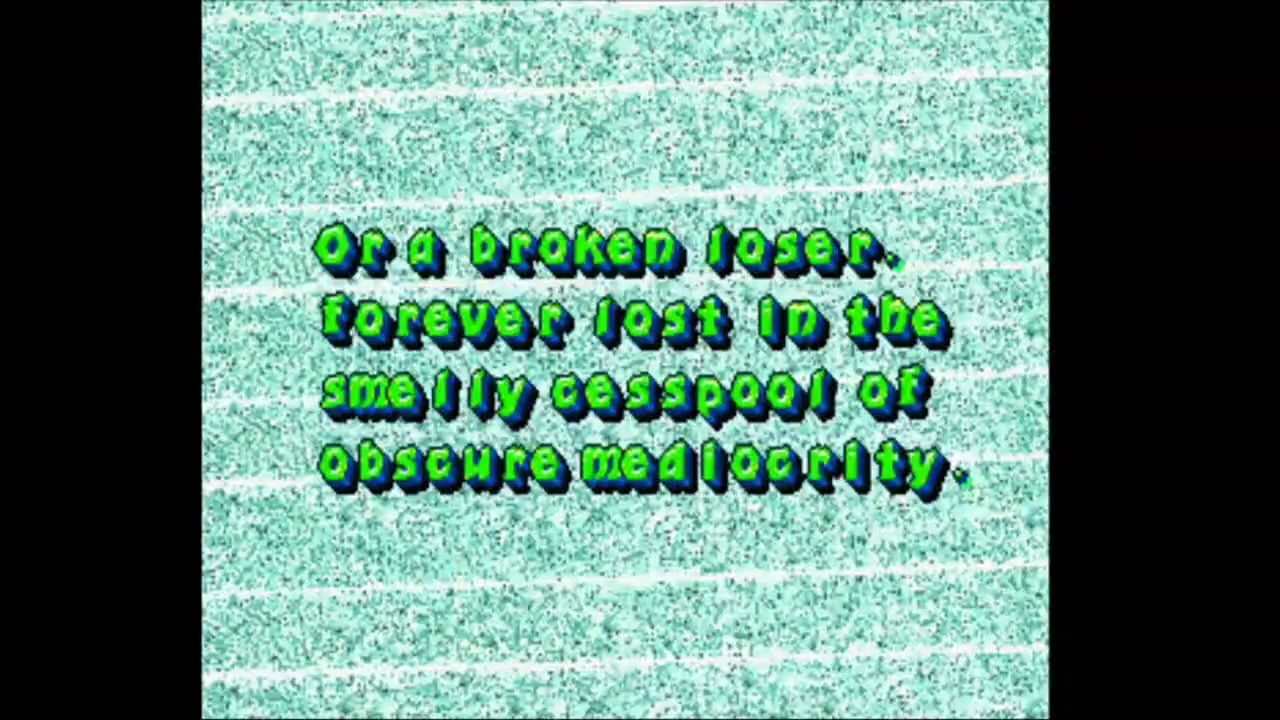 Or a broken loser.
forever lost in the
smelly cesspool of
obscure mediocrity.